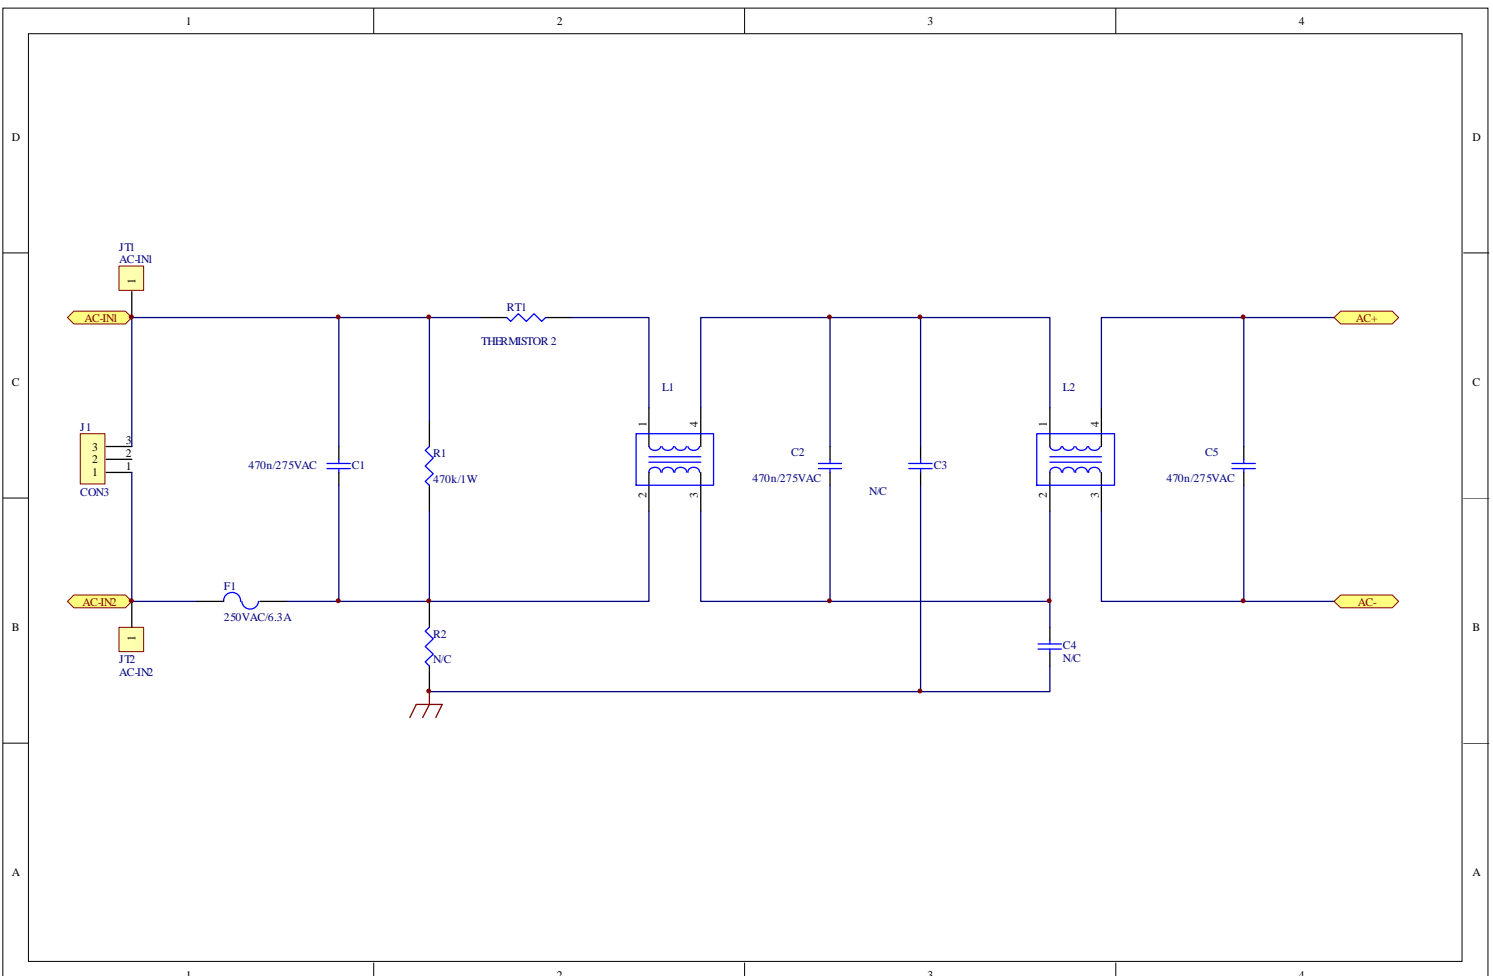 1 2 3 4
D D
JT1
AC-IN1
1
RT1
AC-IN1 AC+
THERMISTOR 2
C L1 L2 C
1 4 1 4
J1
3 3
2 2
1 1
CON3
470n/275VAC C1
R1
470k/1W
C2
470n/275VAC
C3
N/C
C5
470n/275VAC
2 3 2 3
F1
AC-IN2 AC-
250VAC/6.3A
B B
1
JT2
AC-IN2
R2
N/C
C4
N/C
A A
1 2 3 4